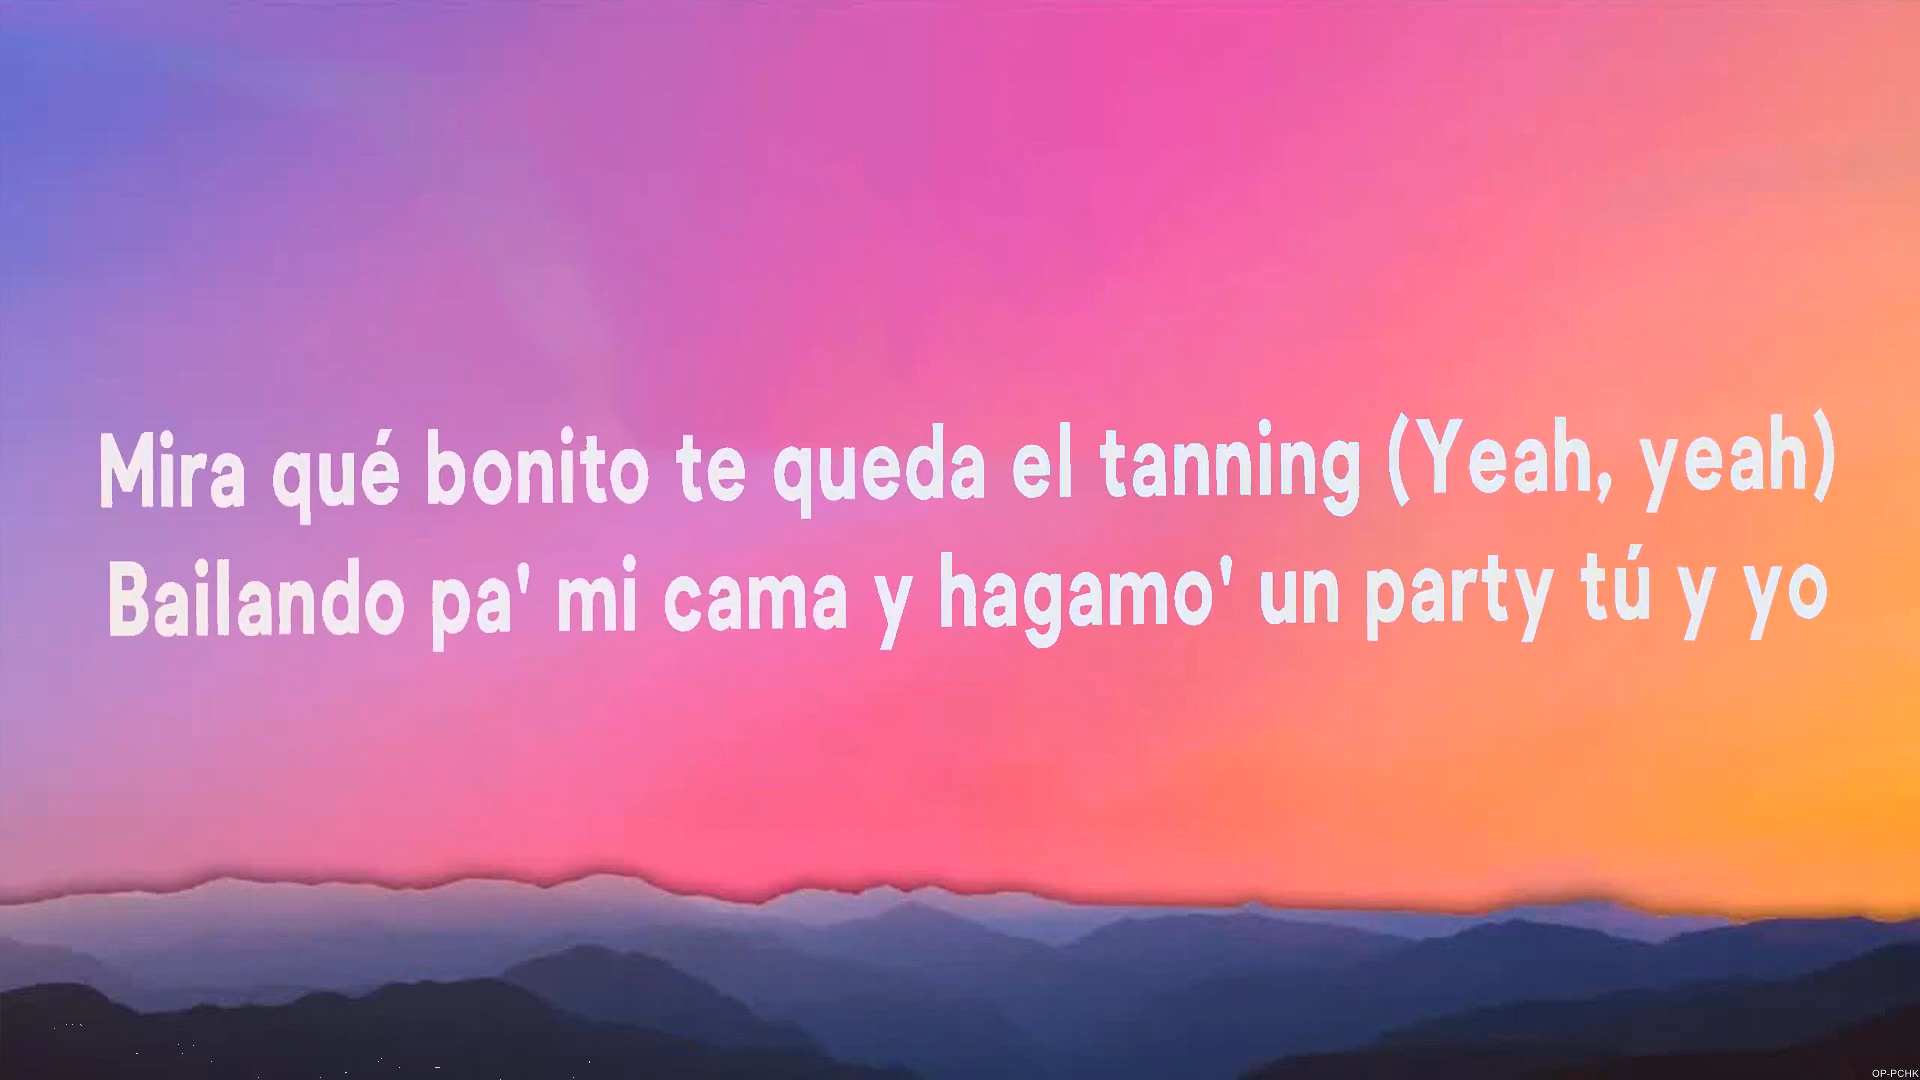 Mira qué bonito te queda el tanning (Yeah, yeah)
Bailando pa' mi cama y hagamo' un party tú y yo
OP-PCHK